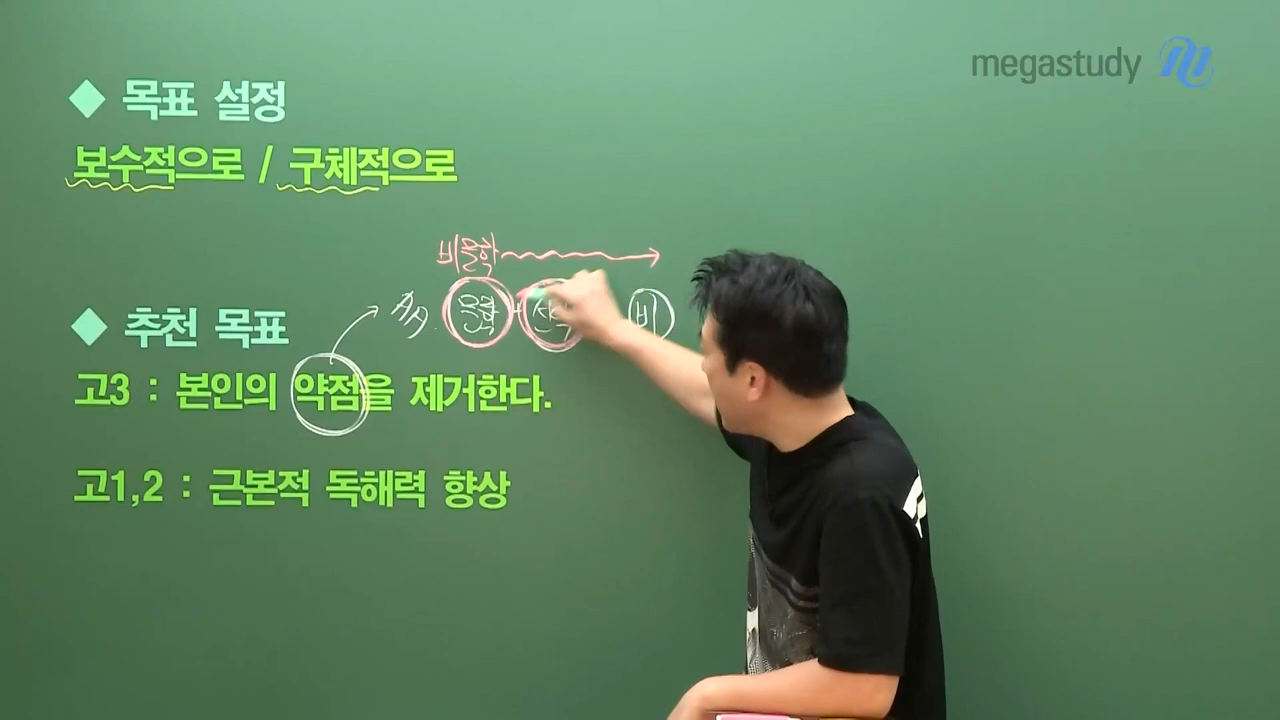 megastudy
◆ 목표 설정
보수적으로 / 구체적으로
비문학
비
◆ 추천 목표
고3 : 본인의 약점을 제거한다.
고1,2 : 근본적 독해력 향상